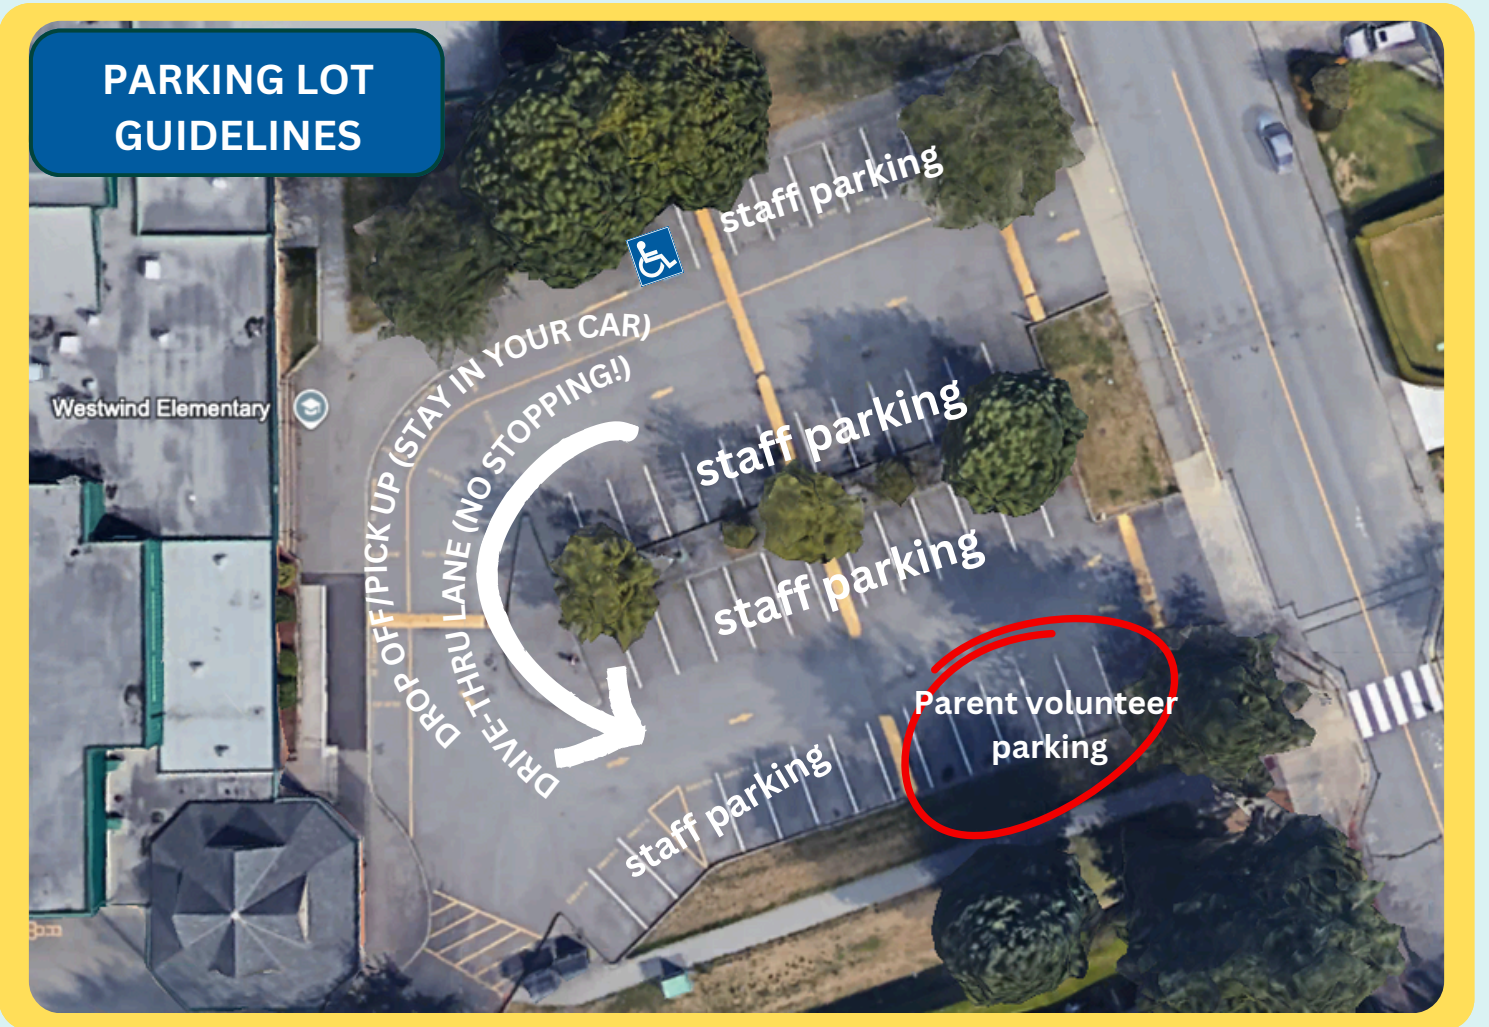 PARKING LOT
GUIDELINES
staff parking
DROP OFF/PICK UP (STAY IN YOUR CAR)
DRIVE-THRU LANE (NO STOPPING!)
Westwind Elementary
staff parking
staff parking
Parent volunteer
parking
staff parking